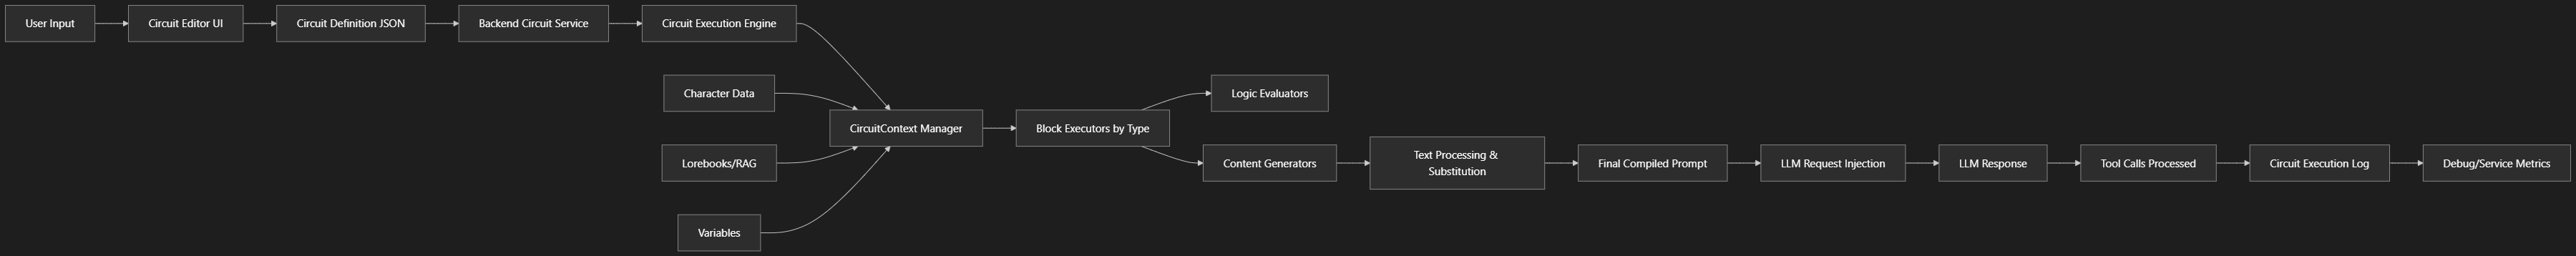 User Input
Circuit Editor UI
Circuit Definition JSON
Backend Circuit Service
Circuit Execution Engine
Character Data
Lorebooks/RAG
Variables
CircuitContext Manager
Block Executors by Type
Logic Evaluators
Content Generators
Text Processing &
Substitution
Final Compiled Prompt
LLM Request Injection
LLM Response
Tool Calls Processed
Circuit Execution Log
Debug/Service Metrics